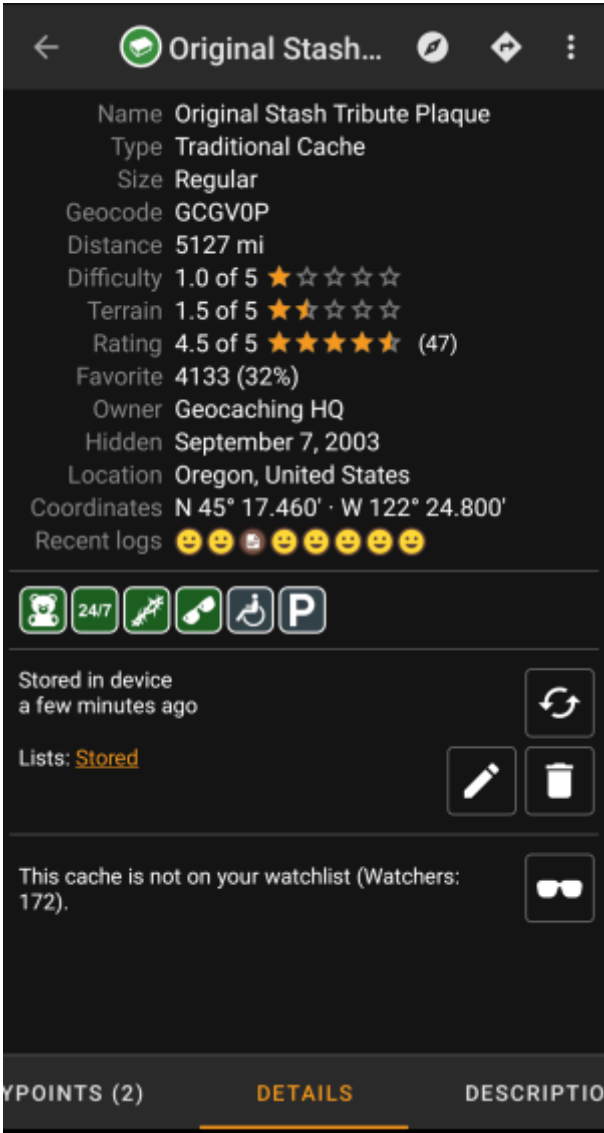 Original Stash...
Name Original Stash Tribute Plaque
Type Traditional Cache
Size Regular
Geocode GCGV0P
Distance 5127 mi
Difficulty 1.0 of 5
Terrain 1.5 of 5
Rating 4.5 of 5 (47)
Favorite 4133 (32%)
Owner Geocaching HQ
Hidden September 7, 2003
Location Oregon, United States
Coordinates N 45° 17.460' · W 122° 24.800'
Recent logs
24/7 P
Stored in device
a few minutes ago
Lists: Stored
This cache is not on your watchlist (Watchers:
172).
YPOINTS (2) DETAILS DESCRIPTIO